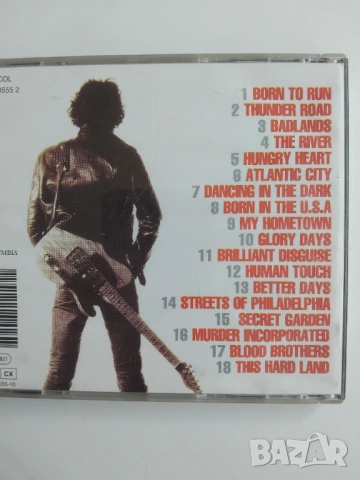 COL
0555 2
1 BORN TO RUN
2 THUNDER ROAD
3 BADLANDS
4 THE RIVER
5 HUNGRY HEART
6 ATLANTIC CITY
7 DANCING IN THE DARK
8 BORN IN THE U.S.A
9 MY HOMETOWN
10 GLORY DAYS
11 BRILLIANT DISGUISE
12 HUMAN TOUCH
13 BETTER DAYS
14 STREETS OF PHILADELPHIA
15 SECRET GARDEN
16 MURDER INCORPORATED
17 BLOOD BROTHERS
18 THIS HARD LAND
UMBIA
CX
BAZAR.bg